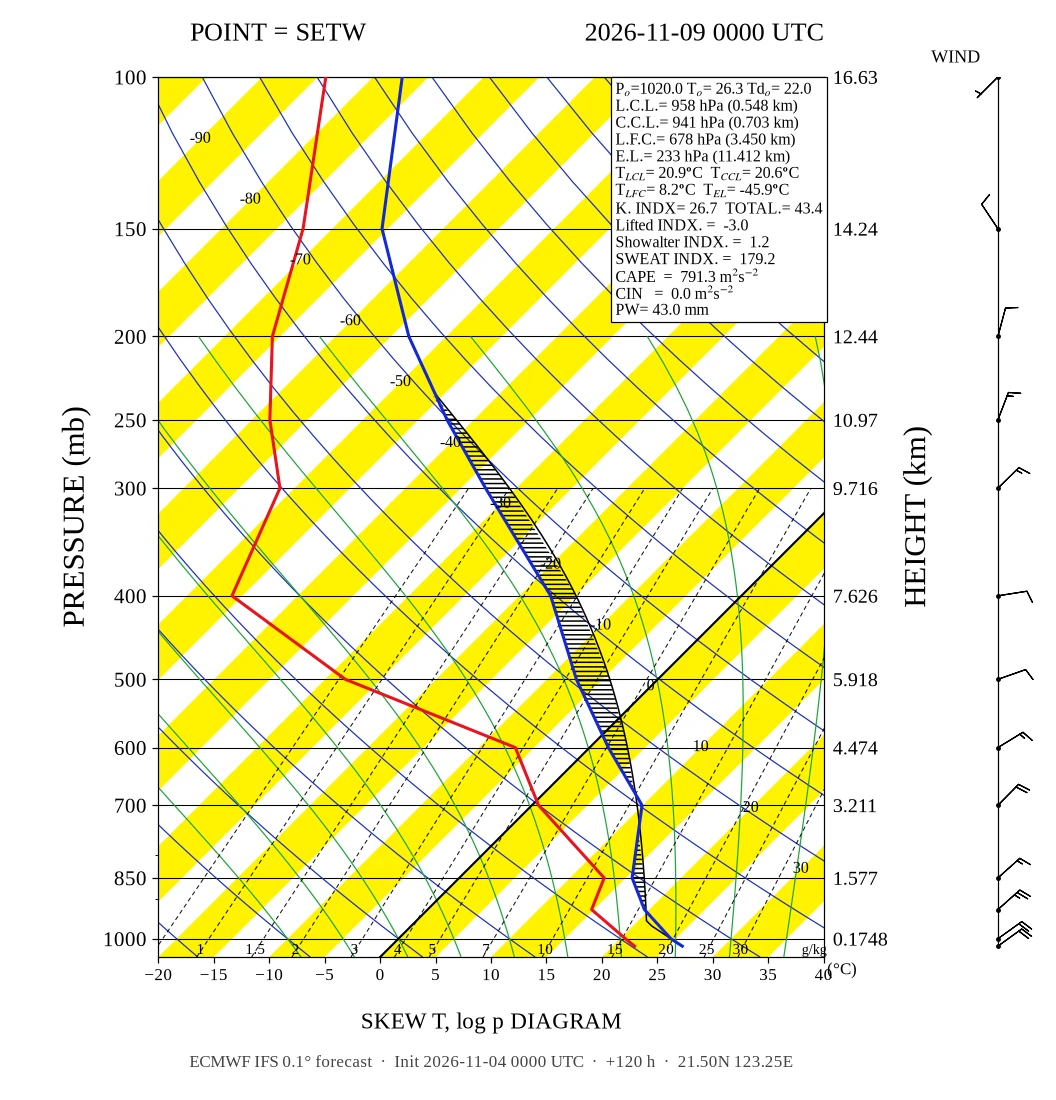 POINT = SETW 2026-11-09 0000 UTC
WIND
100 16.63
P𝑜=1020.0 T𝑜= 26.3 Td𝑜= 22.0
L.C.L.= 958 hPa (0.548 km)
C.C.L.= 941 hPa (0.703 km)
L.F.C.= 678 hPa (3.450 km)
E.L.= 233 hPa (11.412 km)
T𝐿𝐶𝐿= 20.9°C T𝐶𝐶𝐿= 20.6°C
T𝐿𝐹𝐶= 8.2°C T𝐸𝐿= -45.9°C
K. INDX= 26.7 TOTAL.= 43.4
Lifted INDX. = -3.0
Showalter INDX. = 1.2
SWEAT INDX. = 179.2
CAPE = 791.3 m²s⁻²
CIN = 0.0 m²s⁻²
PW= 43.0 mm
-90
-80
150 14.24
-70
-60
200 12.44
-50
250 10.97
-40
300 9.716
-30
-20
400 7.626
-10
500 5.918
0
600 4.474
10
700 3.211
20
850 1.577
30
1000 0.1748
PRESSURE (mb)
HEIGHT (km)
1 1.5 2 3 4 5 7 10 15 20 25 30 g/kg
−20 −15 −10 −5 0 5 10 15 20 25 30 35 40 (°C)
SKEW T, log p DIAGRAM
ECMWF IFS 0.1° forecast · Init 2026-11-04 0000 UTC · +120 h · 21.50N 123.25E